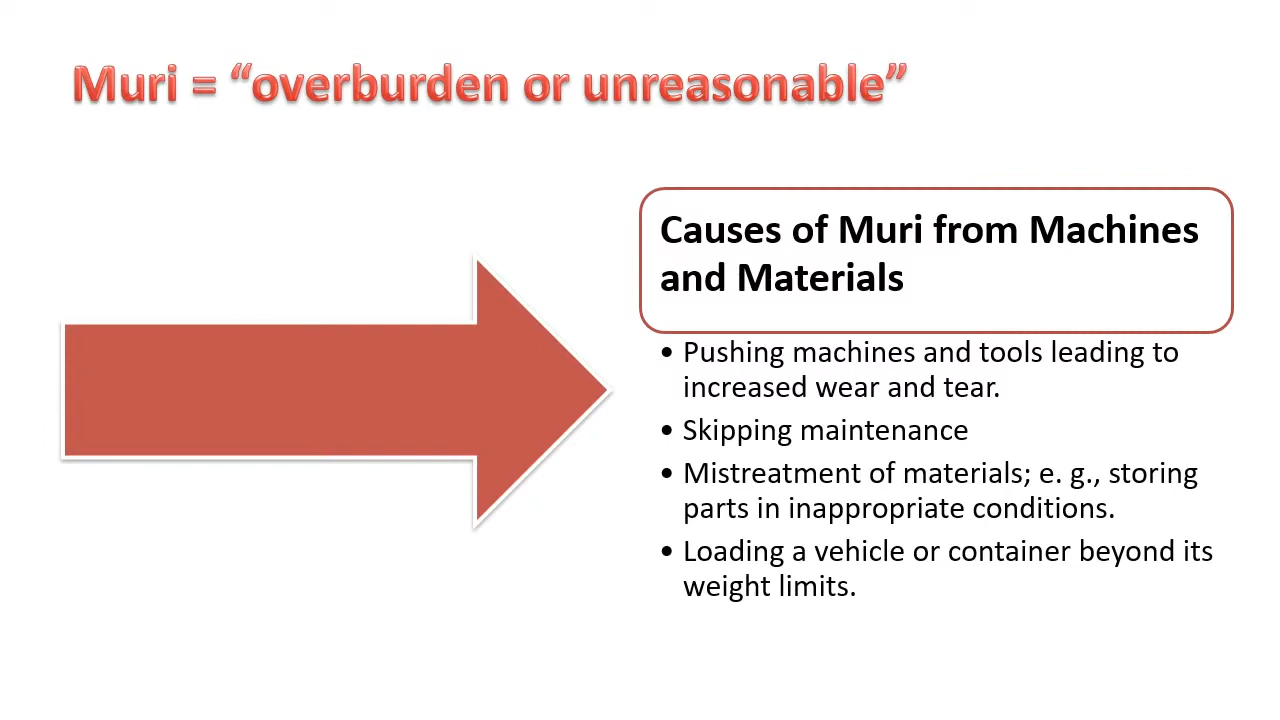 Muri = “overburden or unreasonable”
Causes of Muri from Machines
and Materials
• Pushing machines and tools leading to
increased wear and tear.
• Skipping maintenance
• Mistreatment of materials; e. g., storing
parts in inappropriate conditions.
• Loading a vehicle or container beyond its
weight limits.